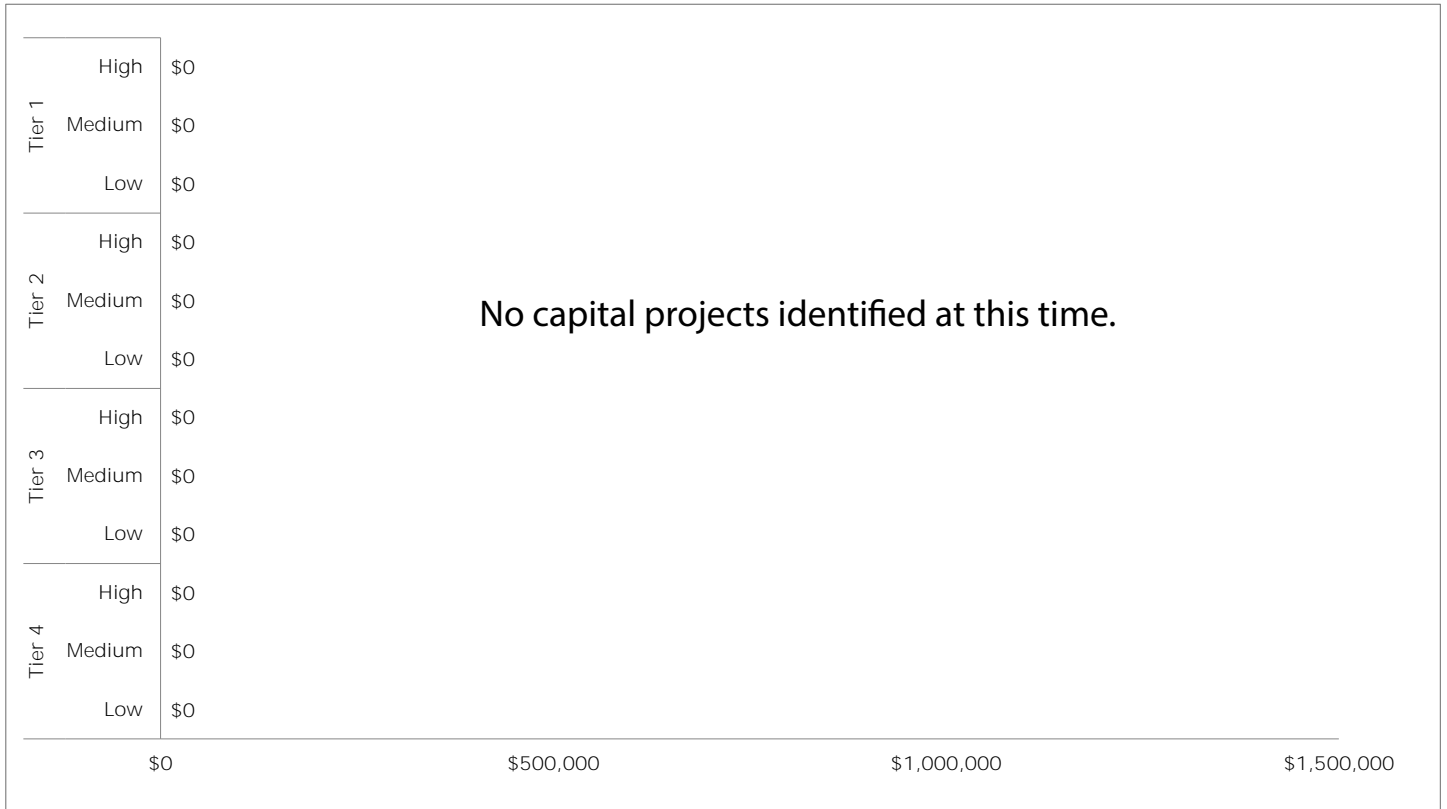 Tier 1
High $0
Medium $0
Low $0
Tier 2
High $0
Medium $0
Low $0
No capital projects identified at this time.
Tier 3
High $0
Medium $0
Low $0
Tier 4
High $0
Medium $0
Low $0
$0 $500,000 $1,000,000 $1,500,000